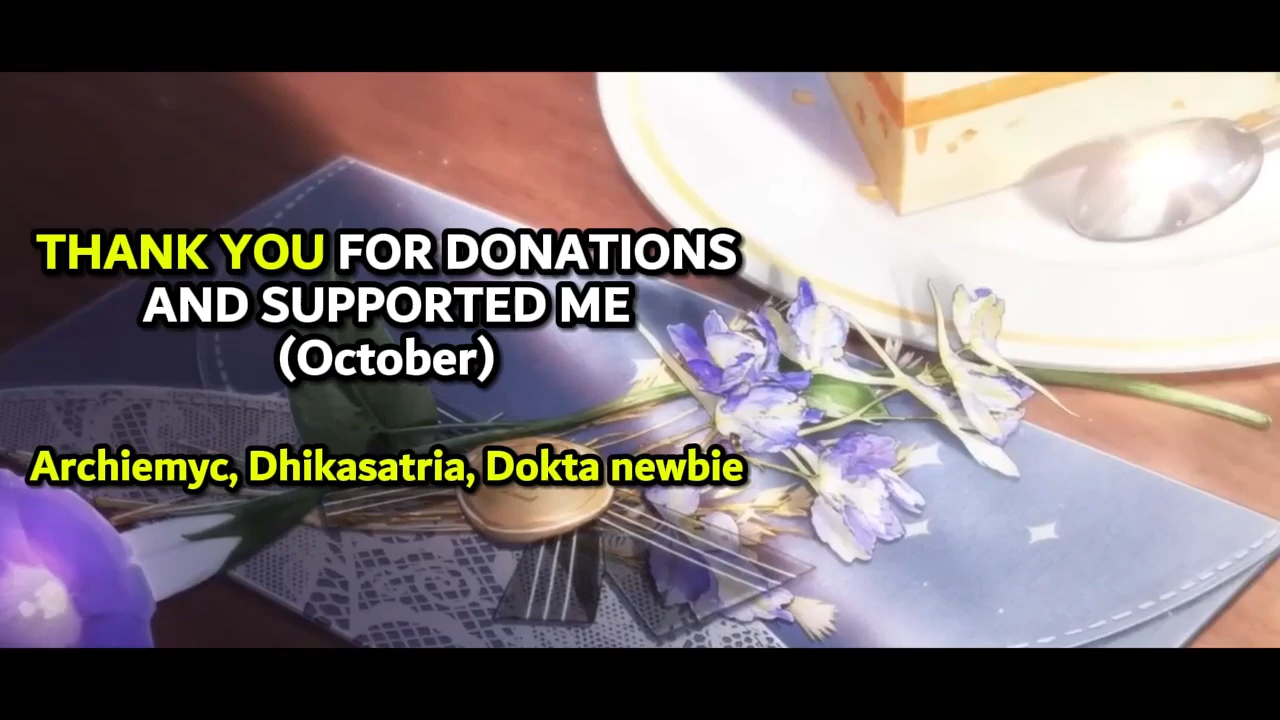 THANK YOU FOR DONATIONS
AND SUPPORTED ME
(October)
Archiemyc, Dhikasatria, Dokta newbie